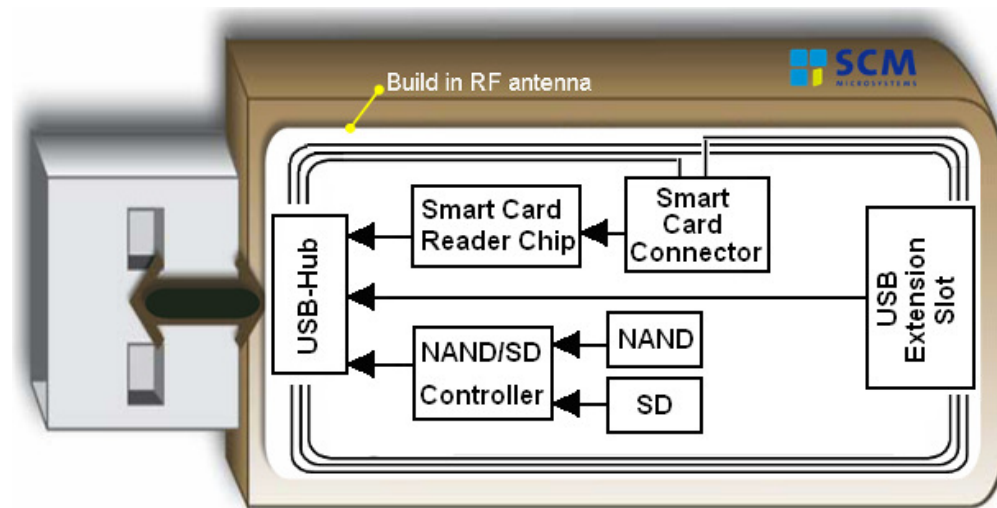 SCM
MICROSYSTEMS
Build in RF antenna
Smart Card
Reader Chip
Smart
Card
Connector
USB-Hub
USB
Extension
Slot
NAND/SD
Controller
NAND
SD